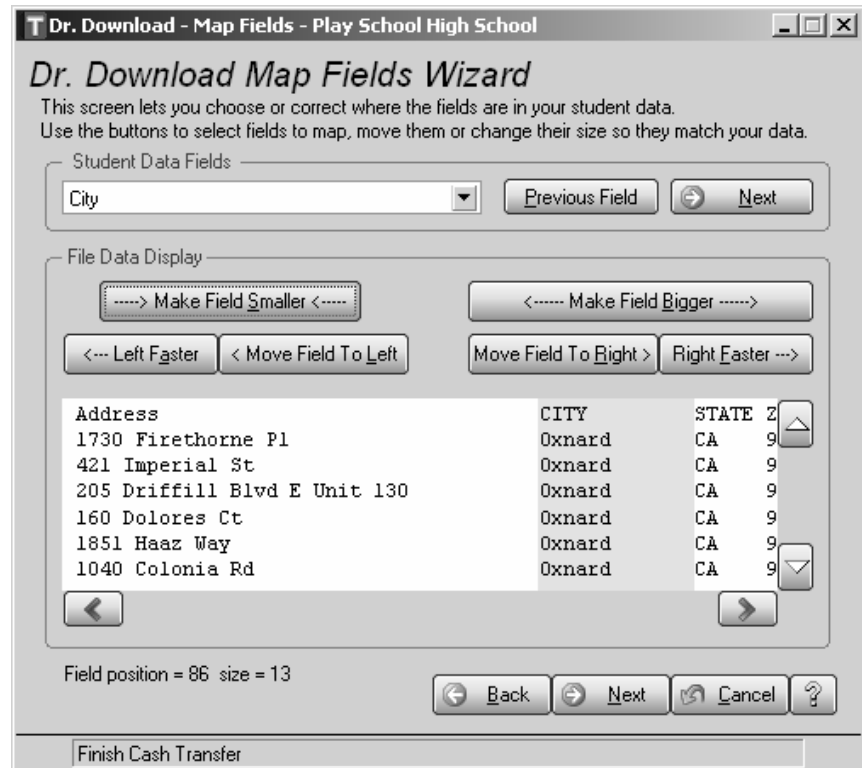 T Dr. Download - Map Fields - Play School High School
Dr. Download Map Fields Wizard
This screen lets you choose or correct where the fields are in your student data.
Use the buttons to select fields to map, move them or change their size so they match your data.
Student Data Fields
City Previous Field Next
File Data Display
-----> Make Field Smaller <----- <------ Make Field Bigger ------>
<--- Left Faster < Move Field To Left Move Field To Right > Right Faster --->
Address CITY STATE Z
1730 Firethorne Pl Oxnard CA 9
421 Imperial St Oxnard CA 9
205 Driffill Blvd E Unit 130 Oxnard CA 9
160 Dolores Ct Oxnard CA 9
1851 Haaz Way Oxnard CA 9
1040 Colonia Rd Oxnard CA 9
Field position = 86 size = 13
Back Next Cancel ?
Finish Cash Transfer